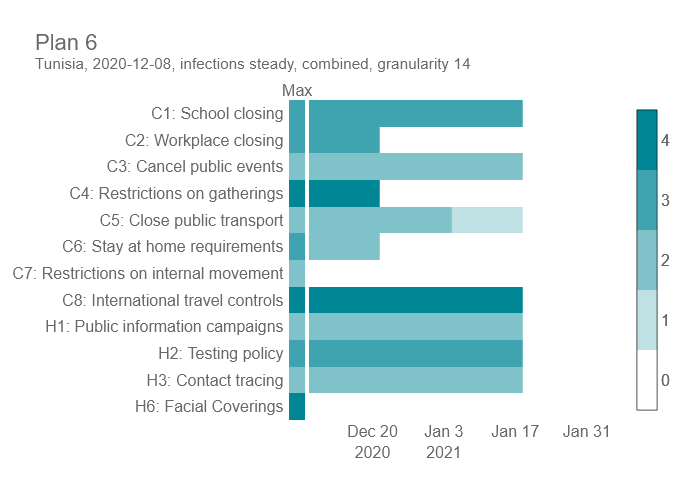 Plan 6
Tunisia, 2020-12-08, infections steady, combined, granularity 14
Max
C1: School closing
C2: Workplace closing
C3: Cancel public events
C4: Restrictions on gatherings
C5: Close public transport
C6: Stay at home requirements
C7: Restrictions on internal movement
C8: International travel controls
H1: Public information campaigns
H2: Testing policy
H3: Contact tracing
H6: Facial Coverings
Dec 20 Jan 3 Jan 17 Jan 31
2020 2021
4
3
2
1
0